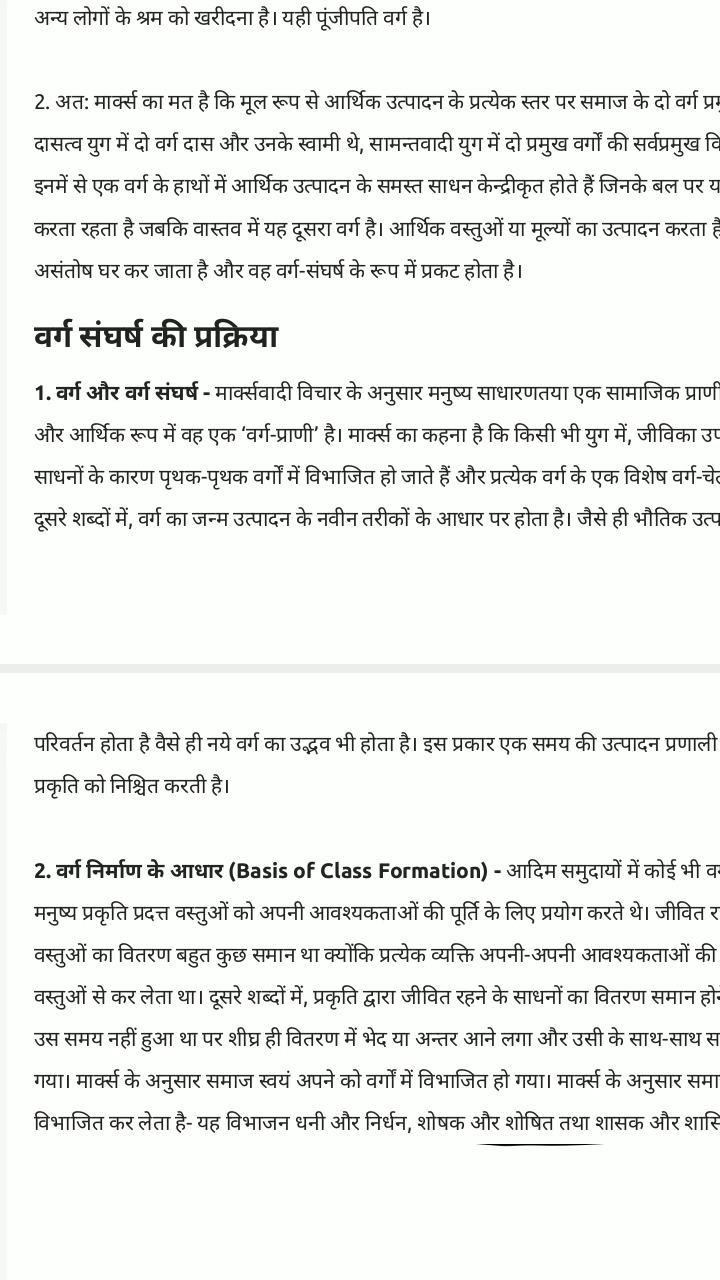 अन्य लोगों के श्रम को खरीदना है। यही पूंजीपति वर्ग है।
2. अत: मार्क्स का मत है कि मूल रूप से आर्थिक उत्पादन के प्रत्येक स्तर पर समाज के दो वर्ग
दासत्व युग में दो वर्ग दास और उनके स्वामी थे, सामन्तवादी युग में दो प्रमुख वर्गों की सर्वप्रमुख
इनमें से एक वर्ग के हाथों में आर्थिक उत्पादन के समस्त साधन केन्द्रीकृत होते हैं जिनके बल पर
करता रहता है जबकि वास्तव में यह दूसरा वर्ग है। आर्थिक वस्तुओं या मूल्यों का उत्पादन करता है
असंतोष घर कर जाता है और वह वर्ग-संघर्ष के रूप में प्रकट होता है।
वर्ग संघर्ष की प्रक्रिया
1. वर्ग और वर्ग संघर्ष - मार्क्सवादी विचार के अनुसार मनुष्य साधारणतया एक सामाजिक प्राणी
और आर्थिक रूप में वह एक ‘वर्ग-प्राणी’ है। मार्क्स का कहना है कि किसी भी युग में, जीविका
साधनों के कारण पृथक-पृथक वर्गों में विभाजित हो जाते हैं और प्रत्येक वर्ग के एक विशेष
दूसरे शब्दों में, वर्ग का जन्म उत्पादन के नवीन तरीकों के आधार पर होता है। जैसे ही भौतिक
परिवर्तन होता है वैसे ही नये वर्ग का उद्भव भी होता है। इस प्रकार एक समय की उत्पादन प्रणाली
प्रकृति को निश्चित करती है।
2. वर्ग निर्माण के आधार (Basis of Class Formation) - आदिम समुदायों में कोई भी
मनुष्य प्रकृति प्रदत्त वस्तुओं को अपनी आवश्यकताओं की पूर्ति के लिए प्रयोग करते थे। जीवित
वस्तुओं का वितरण बहुत कुछ समान था क्योंकि प्रत्येक व्यक्ति अपनी-अपनी आवश्यकताओं की
वस्तुओं से कर लेता था। दूसरे शब्दों में, प्रकृति द्वारा जीवित रहने के साधनों का वितरण समान
उस समय नहीं हुआ था पर शीघ्र ही वितरण में भेद या अन्तर आने लगा और उसी के साथ-साथ
गया। मार्क्स के अनुसार समाज स्वयं अपने को वर्गों में विभाजित हो गया। मार्क्स के अनुसार
विभाजित कर लेता है- यह विभाजन धनी और निर्धन, शोषक और शोषित तथा शासक और